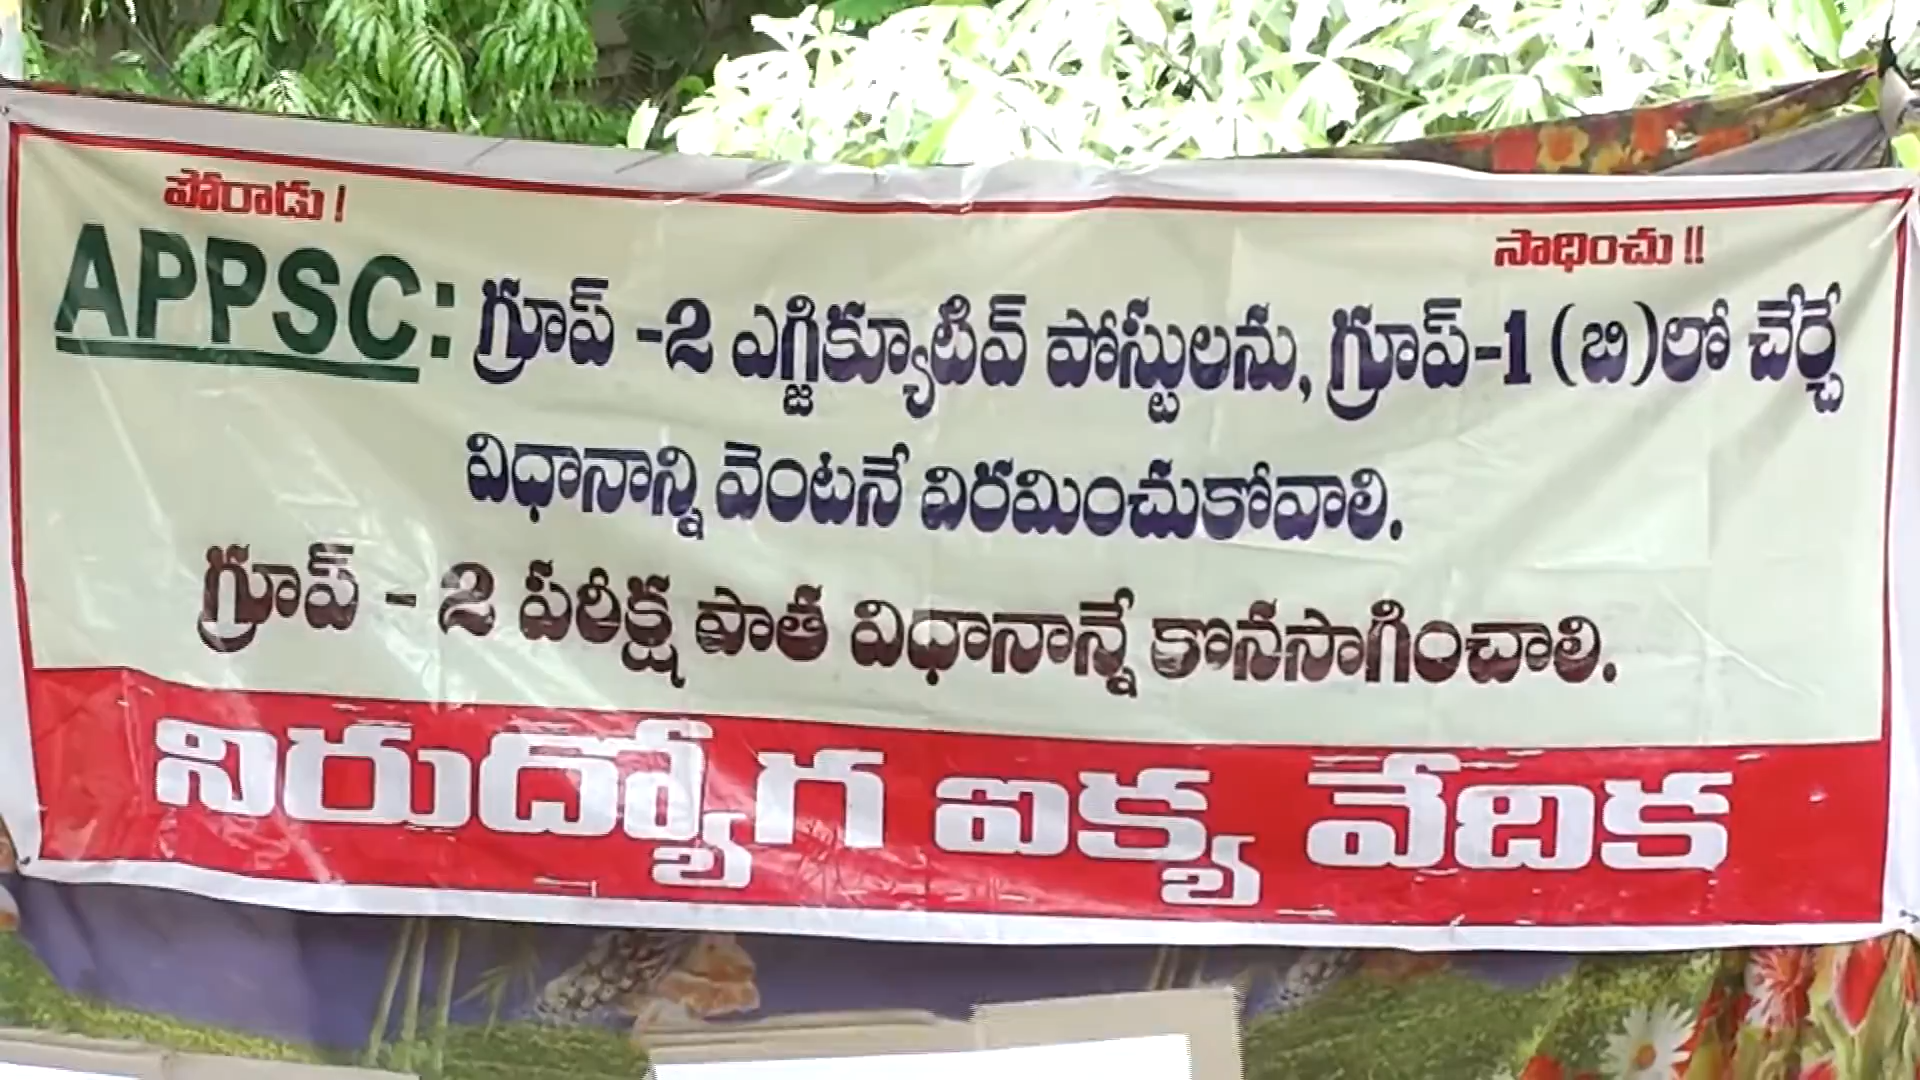 పోరాడు !
సాధించు !!
APPSC: గ్రూప్ -2 ఎగ్జిక్యూటివ్ పోస్టులను, గ్రూప్-1 (బి)లో చేర్చే
విధానాన్ని వెంటనే విరమించుకోవాలి.
గ్రూప్ - 2 పరీక్ష పాత విధానాన్నే కొనసాగించాలి.
నిరుద్యోగ ఐక్య వేదిక